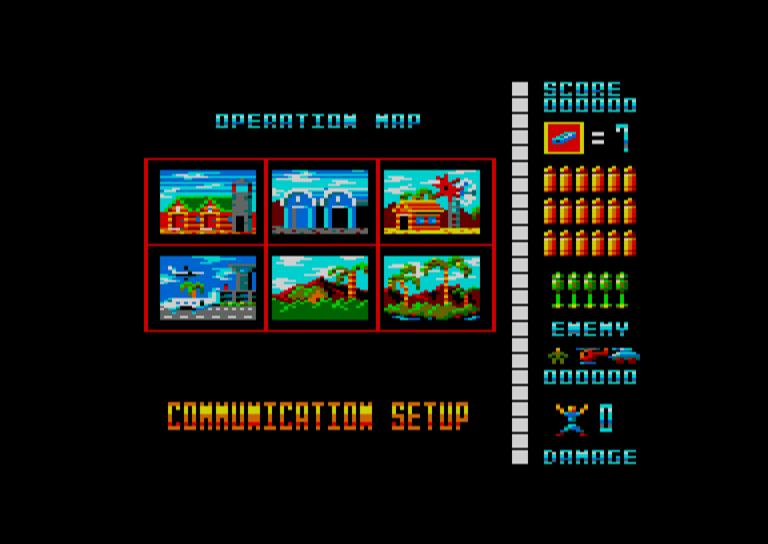 OPERATION MAP
COMMUNICATION SETUP
SCORE
000000
= 7
ENEMY
000000
0
DAMAGE